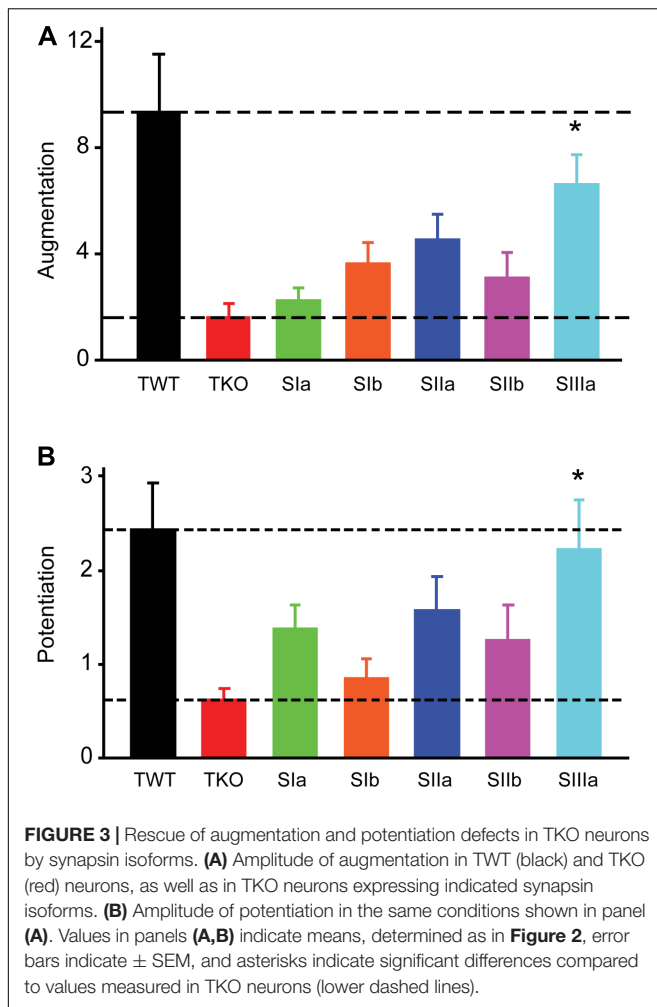 A
12
8
4
0
Augmentation
*
TWT TKO SIa SIb SIIa SIIb SIIIa
B
3
2
1
0
Potentiation
*
TWT TKO SIa SIb SIIa SIIb SIIIa
FIGURE 3 | Rescue of augmentation and potentiation defects in TKO neurons
by synapsin isoforms. (A) Amplitude of augmentation in TWT (black) and TKO
(red) neurons, as well as in TKO neurons expressing indicated synapsin
isoforms. (B) Amplitude of potentiation in the same conditions shown in panel
(A). Values in panels (A,B) indicate means, determined as in Figure 2, error
bars indicate ± SEM, and asterisks indicate significant differences compared
to values measured in TKO neurons (lower dashed lines).